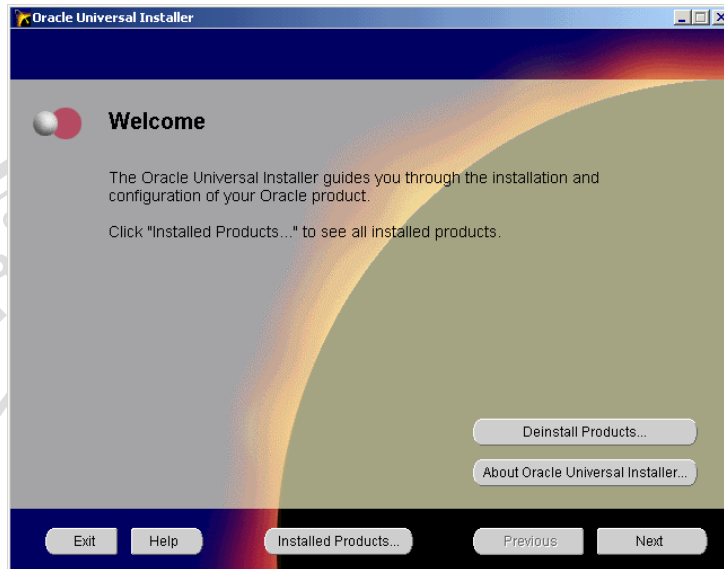 Oracle Universal Installer
Welcome
The Oracle Universal Installer guides you through the installation and
configuration of your Oracle product.
Click "Installed Products..." to see all installed products.
Deinstall Products...
About Oracle Universal Installer...
Exit
Help
Installed Products...
Previous
Next